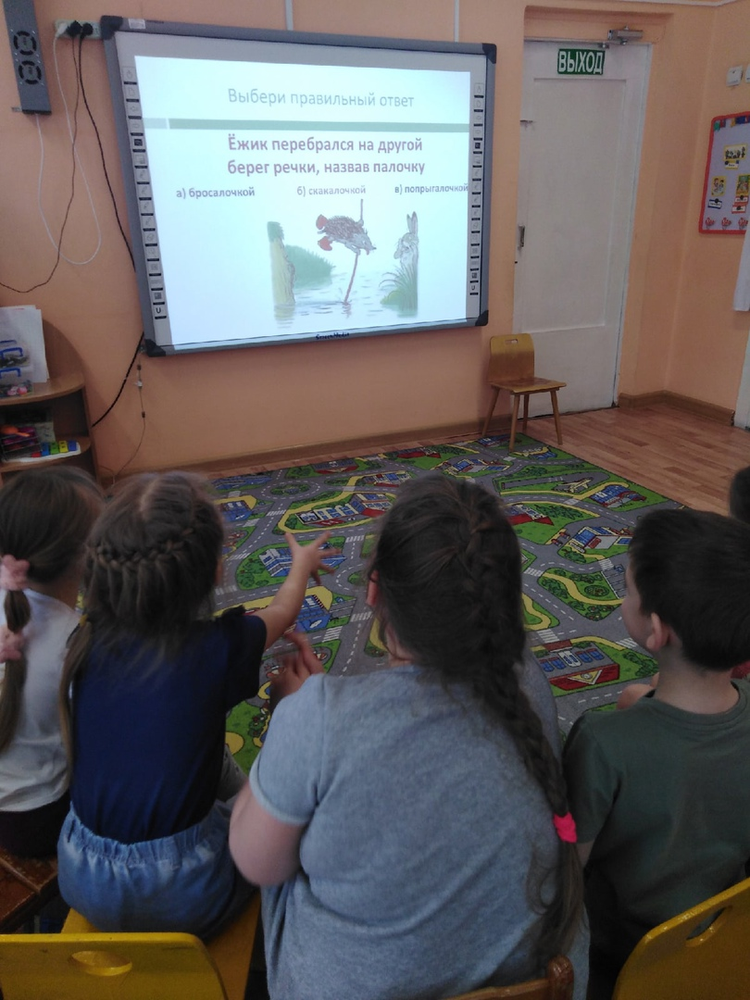 ВЫХОД
Выбери правильный ответ
Ёжик перебрался на другой
берег речки, назвав палочку
а) бросалочкой б) скакалочкой в) попрыгалочкой